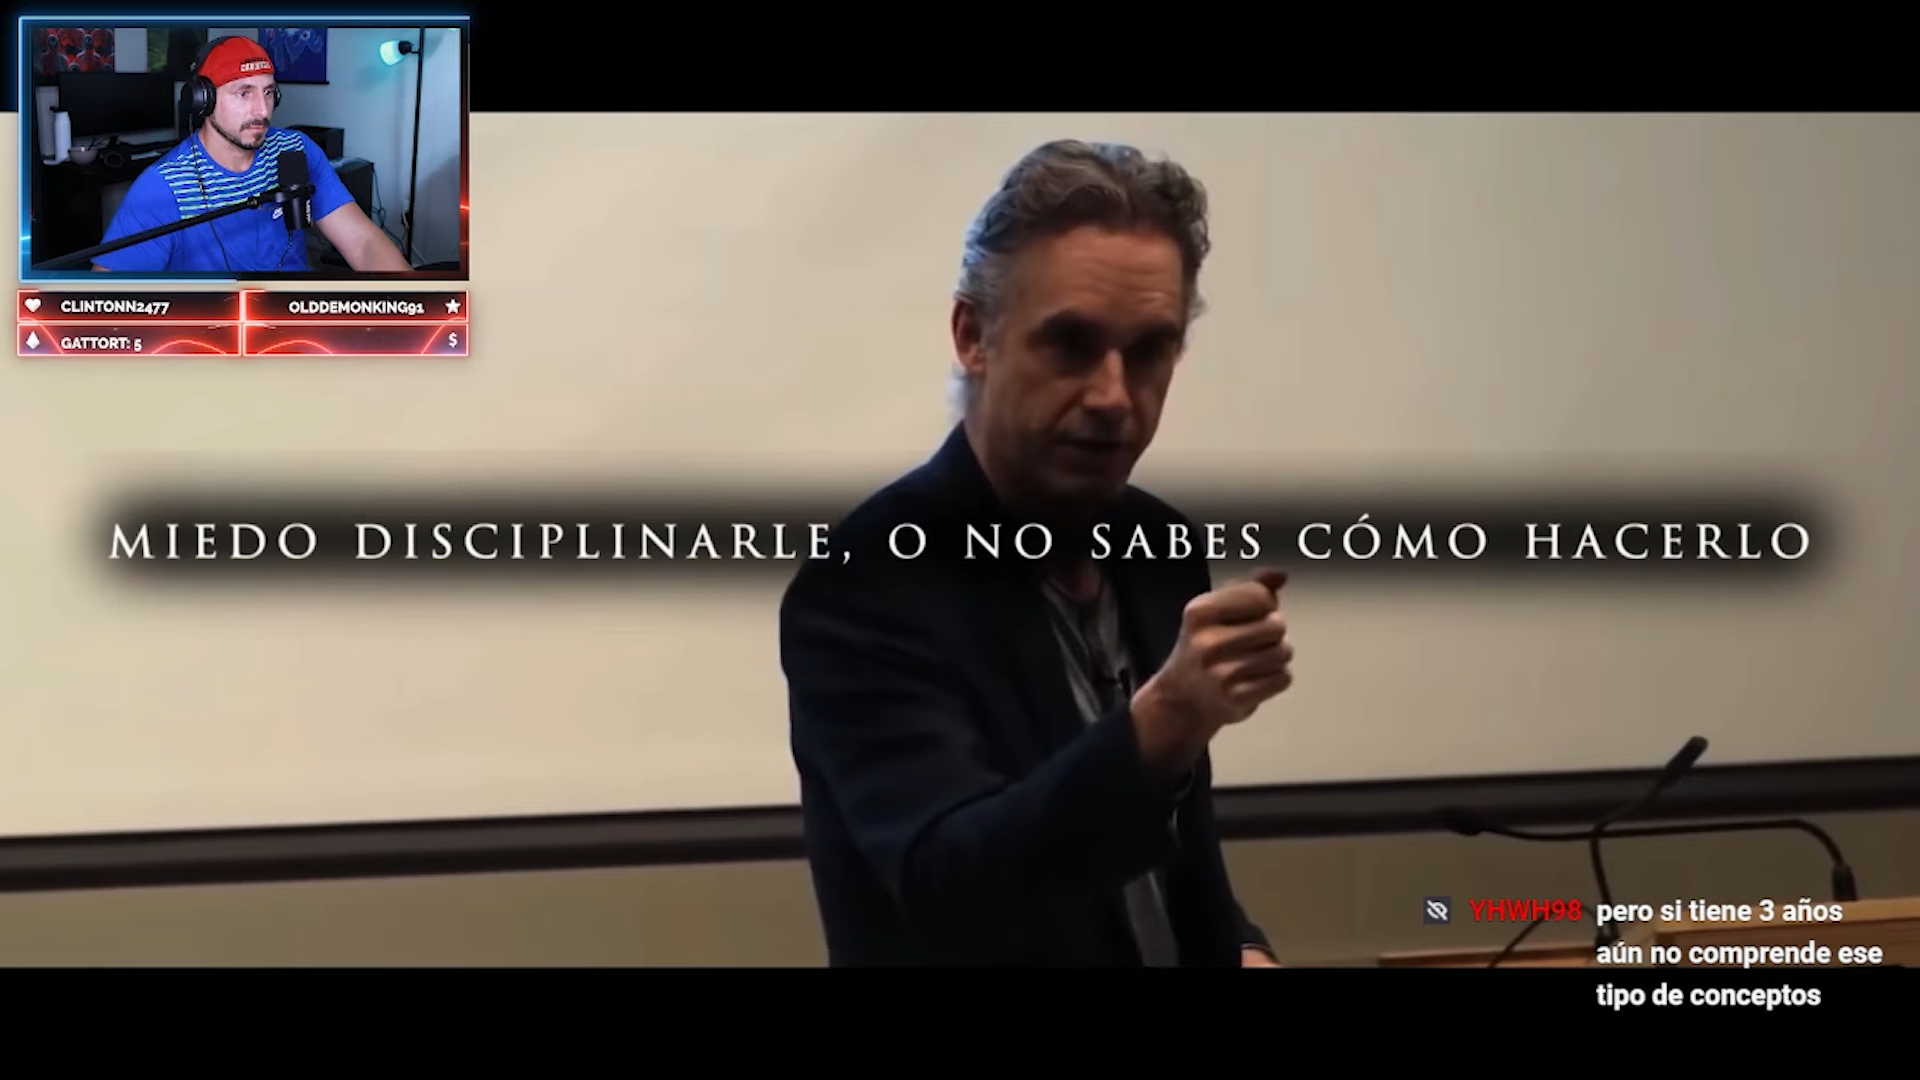 CLINTONN2477
OLDDEMONKING91
GATTORT: 5
$
MIEDO DISCIPLINARLE, O NO SABES CÓMO HACERLO
YHWH98 pero si tiene 3 años
aún no comprende ese
tipo de conceptos